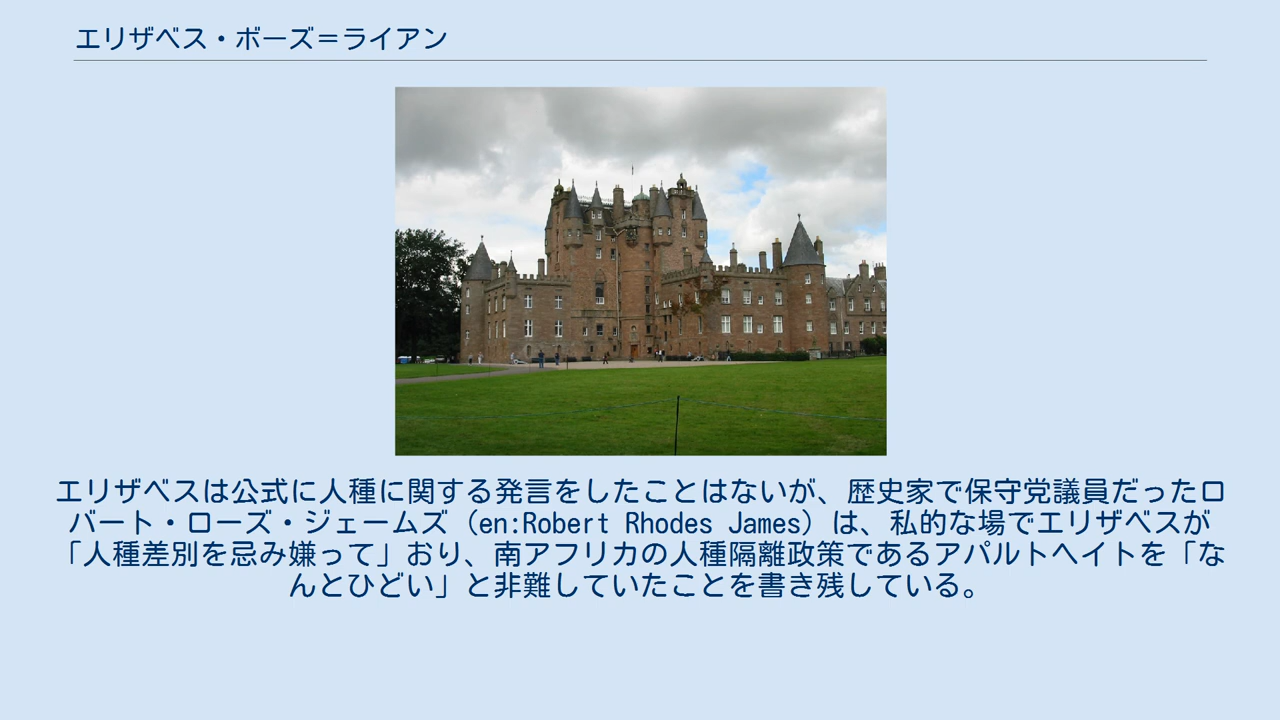 エリザベス・ボーズ＝ライアン
エリザベスは公式に人種に関する発言をしたことはないが、歴史家で保守党議員だったロ
バート・ローズ・ジェームズ（en:Robert Rhodes James）は、私的な場でエリザベスが
「人種差別を忌み嫌って」おり、南アフリカの人種隔離政策であるアパルトヘイトを「な
んとひどい」と非難していたことを書き残している。